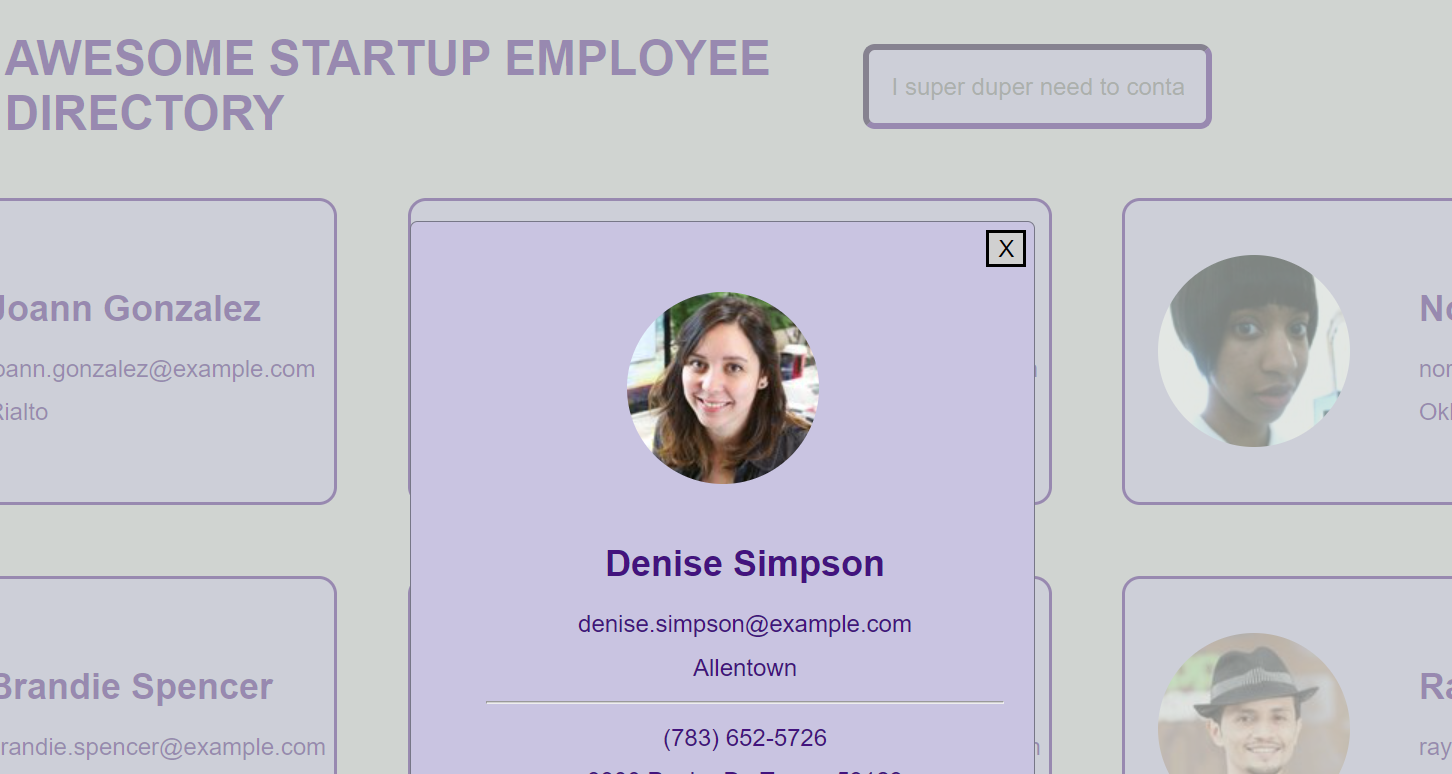 AWESOME STARTUP EMPLOYEE
DIRECTORY
I super duper need to conta
X
Joann Gonzalez
oann.gonzalez@example.com
Rialto
Denise Simpson
denise.simpson@example.com
Allentown
(783) 652-5726
No
nor
Okl
Brandie Spencer
randie.spencer@example.com
Ra
ray